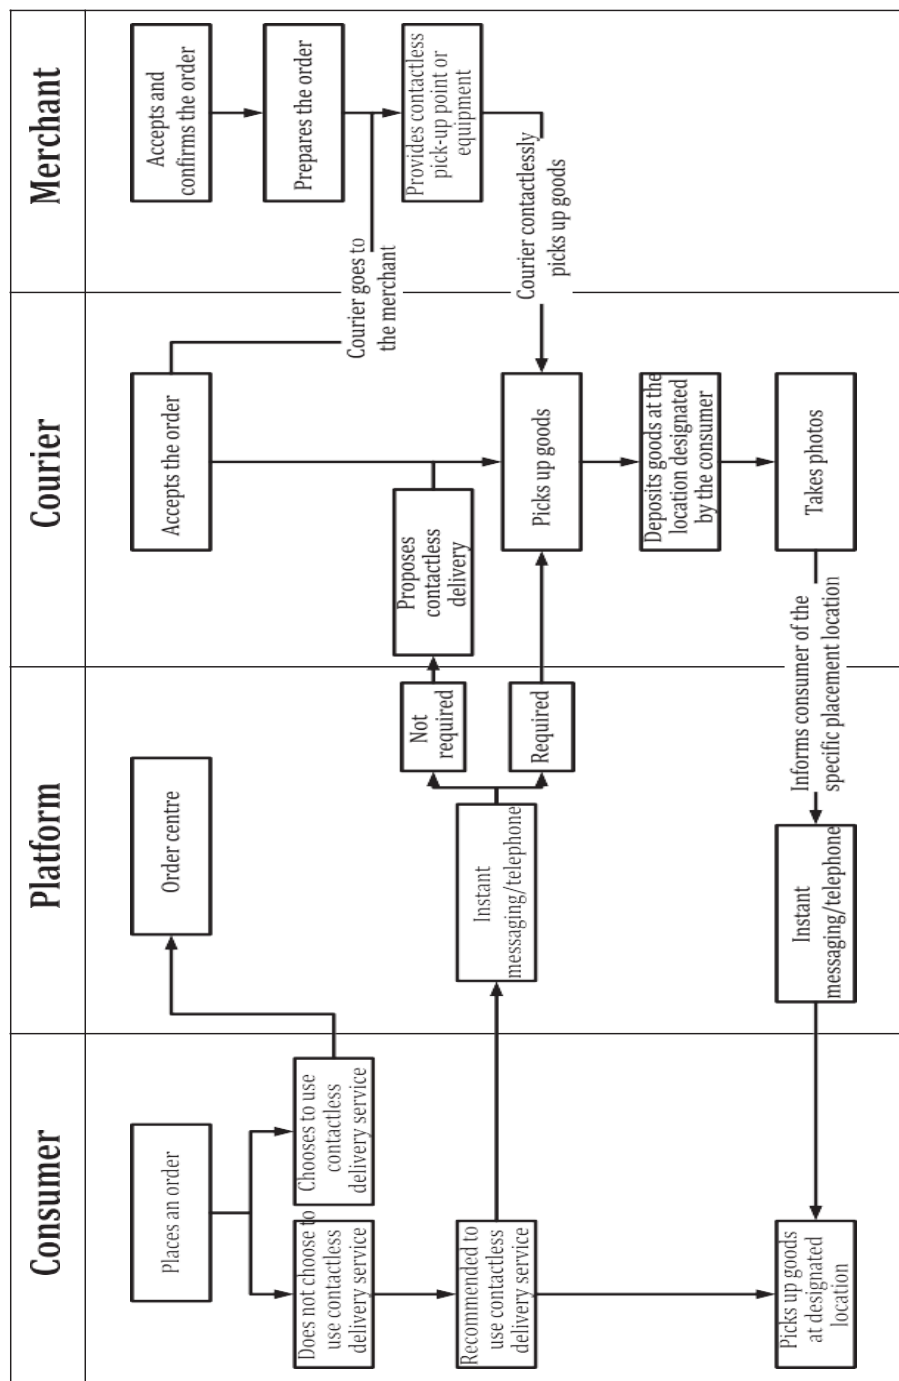 Consumer
Platform
Courier
Merchant
Places an order
Does not choose to
use contactless
delivery service
Chooses to use
contactless
delivery service
Recommended to
use contactless
delivery service
Picks up goods
at designated
location
Order centre
Instant
messaging/telephone
Not
required
Required
Informs consumer of the
specific placement location
Instant
messaging/telephone
Accepts the order
Proposes
contactless
delivery
Picks up goods
Deposits goods at the
location designated
by the consumer
Takes photos
Courier goes to
the merchant
Courier contactlessly
picks up goods
Accepts and
confirms the order
Prepares the order
Provides contactless
pick-up point or
equipment